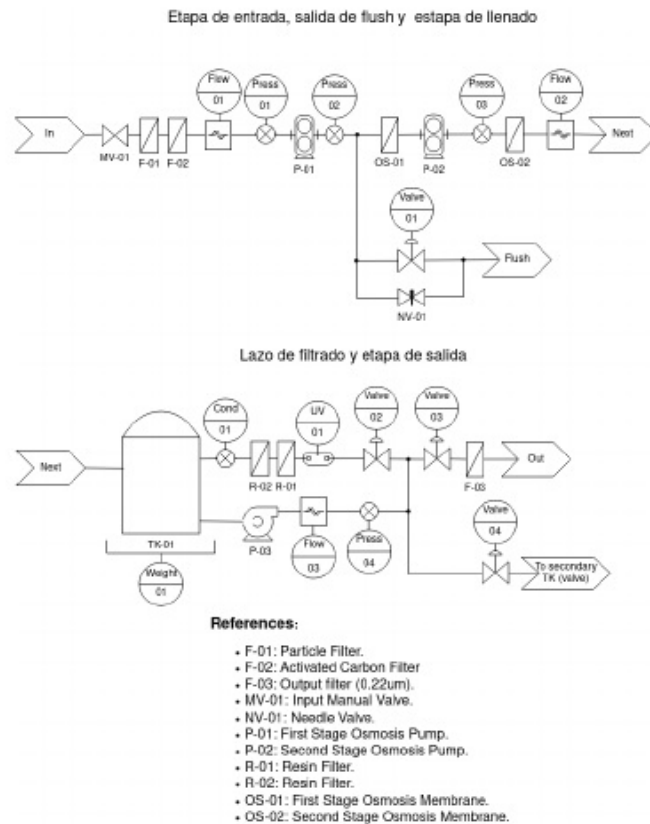 Etapa de entrada, salida de flush y estapa de llenado
Flow
01
Press
01
Press
02
Press
03
Flow
02
In
Next
MV-01
F-01
F-02
P-01
OS-01
P-02
OS-02
Valve
01
Flush
NV-01
Lazo de filtrado y etapa de salida
Cond
01
UV
01
Valve
02
Valve
03
Next
Out
R-02
R-01
F-03
TK-01
P-03
Flow
03
Press
04
Valve
04
To secondary
TK (valve)
Weight
01
References:
• F-01: Particle Filter.
• F-02: Activated Carbon Filter
• F-03: Output filter (0.22um).
• MV-01: Input Manual Valve.
• NV-01: Needle Valve.
• P-01: First Stage Osmosis Pump.
• P-02: Second Stage Osmosis Pump.
• R-01: Resin Filter.
• R-02: Resin Filter.
• OS-01: First Stage Osmosis Membrane.
• OS-02: Second Stage Osmosis Membrane.